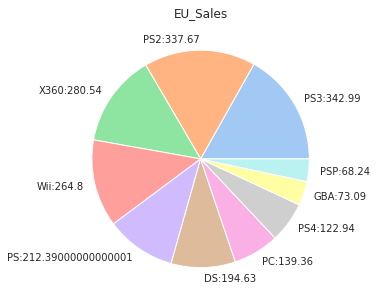 EU_Sales
PS2:337.67
X360:280.54
PS3:342.99
PSP:68.24
Wii:264.8
GBA:73.09
PS4:122.94
PS:212.39000000000001
PC:139.36
DS:194.63